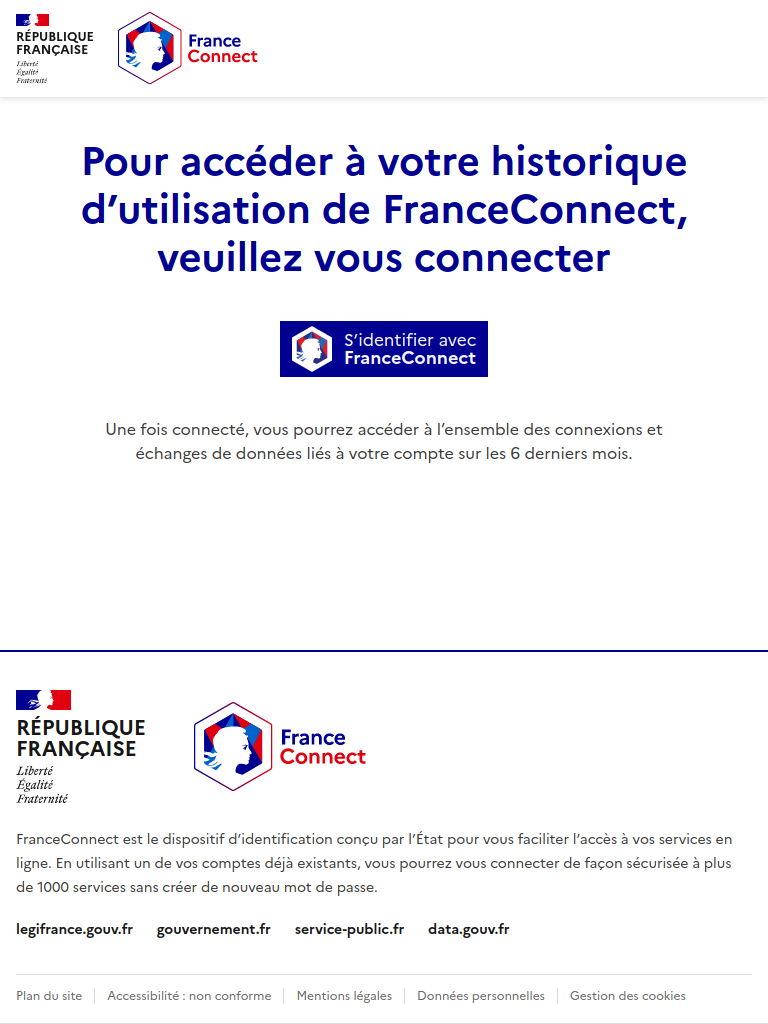 RÉPUBLIQUE
FRANÇAISE
Liberté
Égalité
Fraternité
France
Connect
Pour accéder à votre historique
d’utilisation de FranceConnect,
veuillez vous connecter
S’identifier avec
FranceConnect
Une fois connecté, vous pourrez accéder à l’ensemble des connexions et
échanges de données liés à votre compte sur les 6 derniers mois.
RÉPUBLIQUE
FRANÇAISE
Liberté
Égalité
Fraternité
France
Connect
FranceConnect est le dispositif d’identification conçu par l’État pour vous faciliter l’accès à vos services en
ligne. En utilisant un de vos comptes déjà existants, vous pourrez vous connecter de façon sécurisée à plus
de 1000 services sans créer de nouveau mot de passe.
legifrance.gouv.fr gouvernement.fr service-public.fr data.gouv.fr
Plan du site Accessibilité : non conforme Mentions légales Données personnelles Gestion des cookies